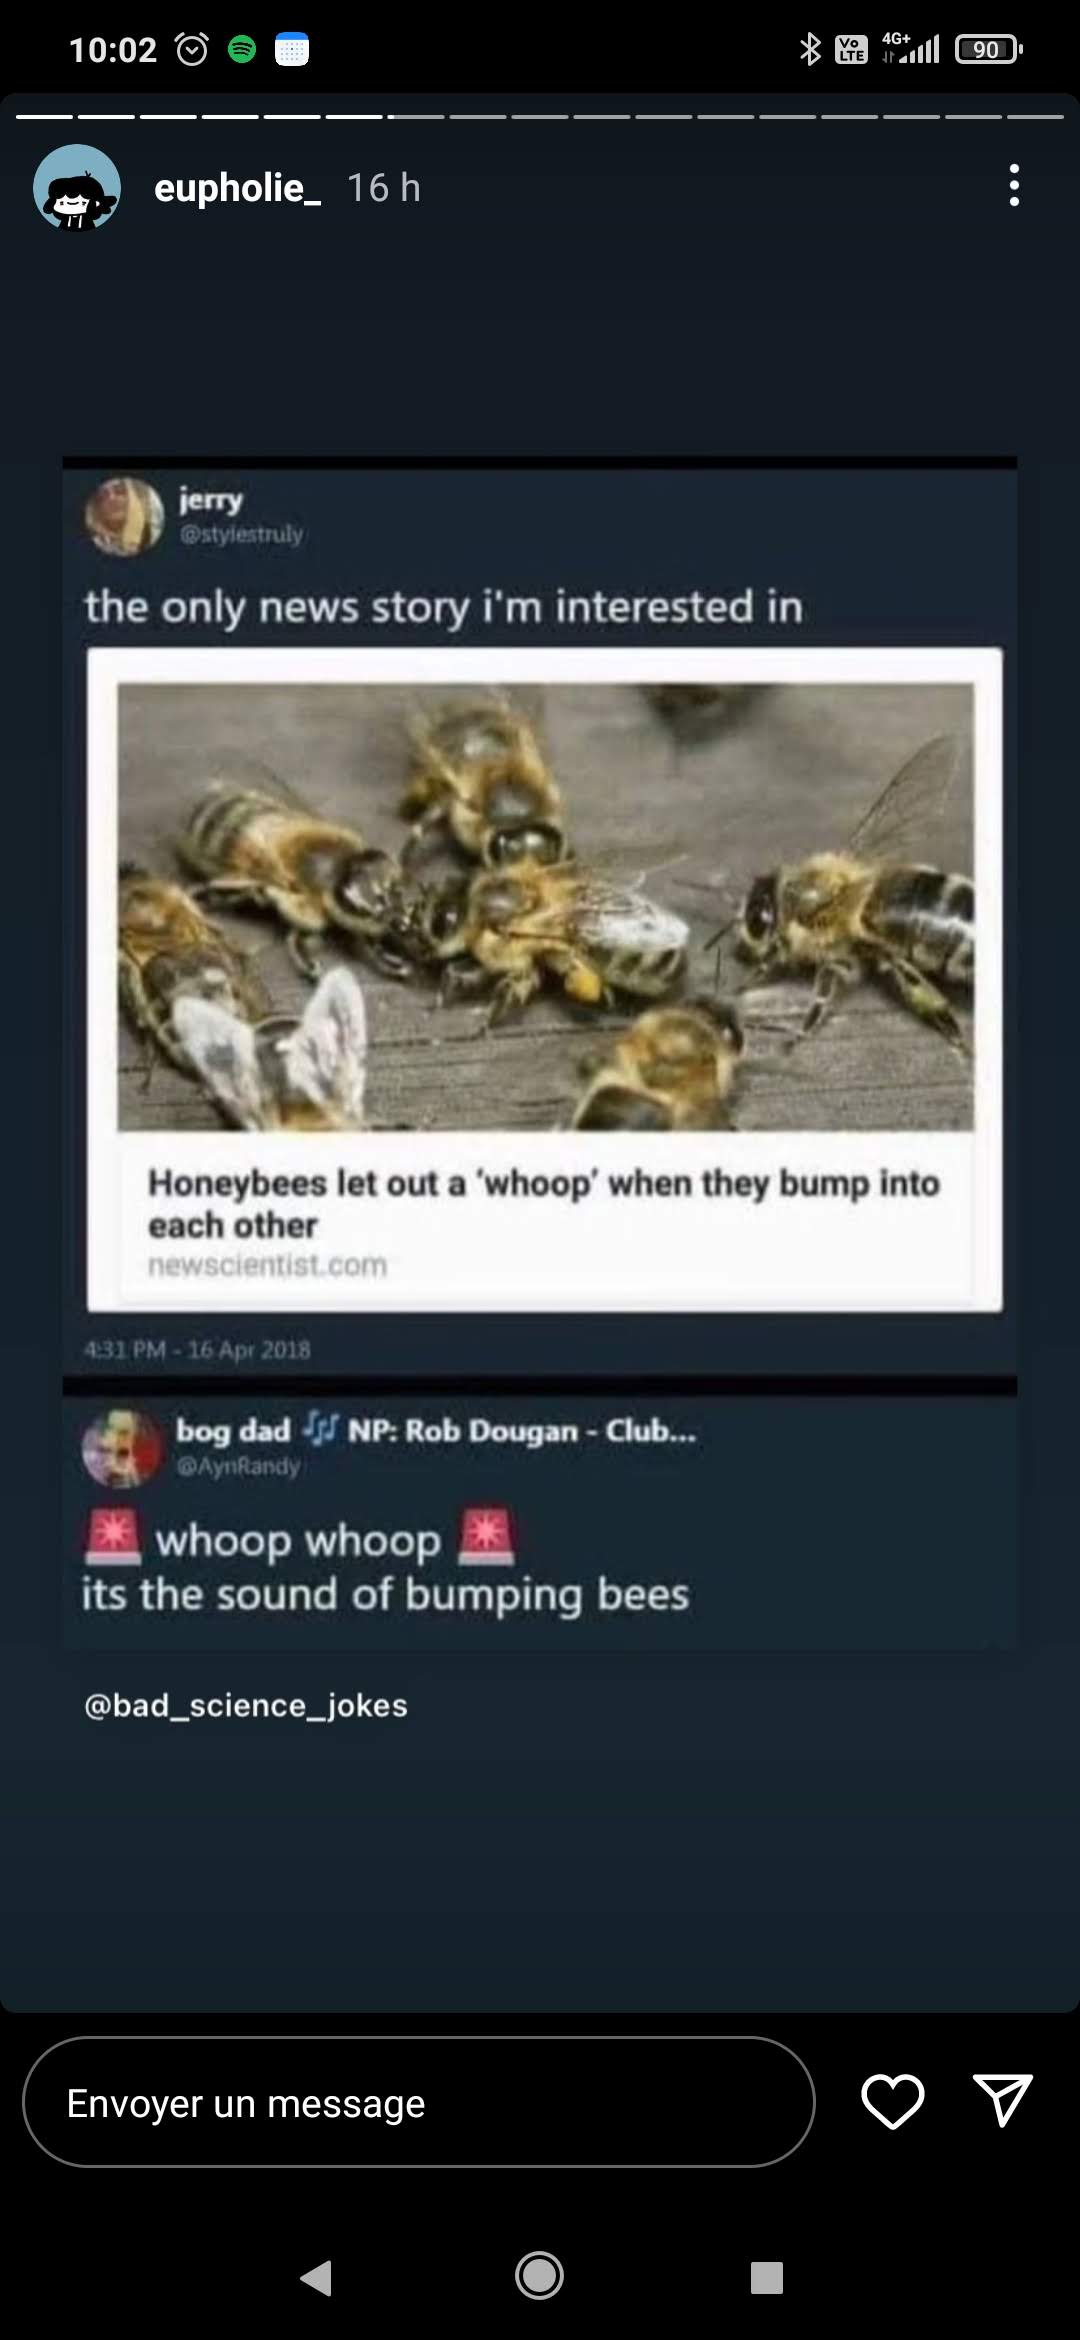 10:02
Vo LTE
4G+
90
eupholie_ 16 h
jerry
@stylestruly
the only news story i'm interested in
Honeybees let out a ‘whoop’ when they bump into
each other
newscientist.com
4:31 PM - 16 Apr 2018
bog dad 🎶 NP: Rob Dougan - Club...
@AynRandy
🚨 whoop whoop 🚨
its the sound of bumping bees
@bad_science_jokes
Envoyer un message